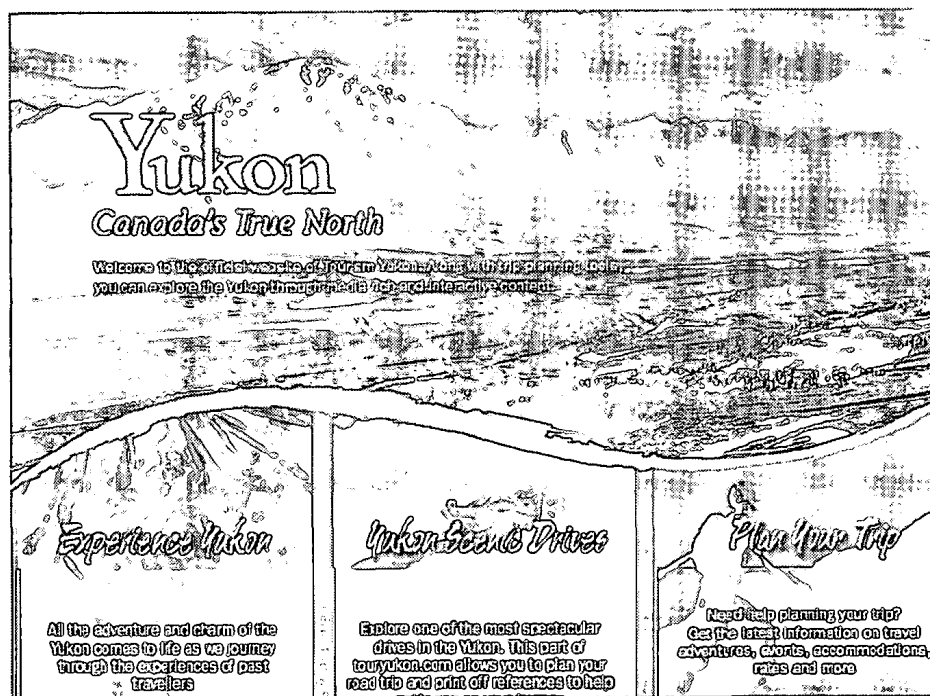 Yukon
Canada's True North
Welcome to the official website of Tourism Yukon. Along with trip planning tools,
you can explore the Yukon through media rich and interactive content.
Experience Yukon
All the adventure and charm of the
Yukon comes to life as we journey
through the experiences of past
travellers
Yukon Scenic Drives
Explore one of the most spectacular
drives in the Yukon. This part of
touryukon.com allows you to plan your
road trip and print off references to help
Plan Your Trip
Need help planning your trip?
Get the latest information on travel
adventures, events, accommodations,
rates and more